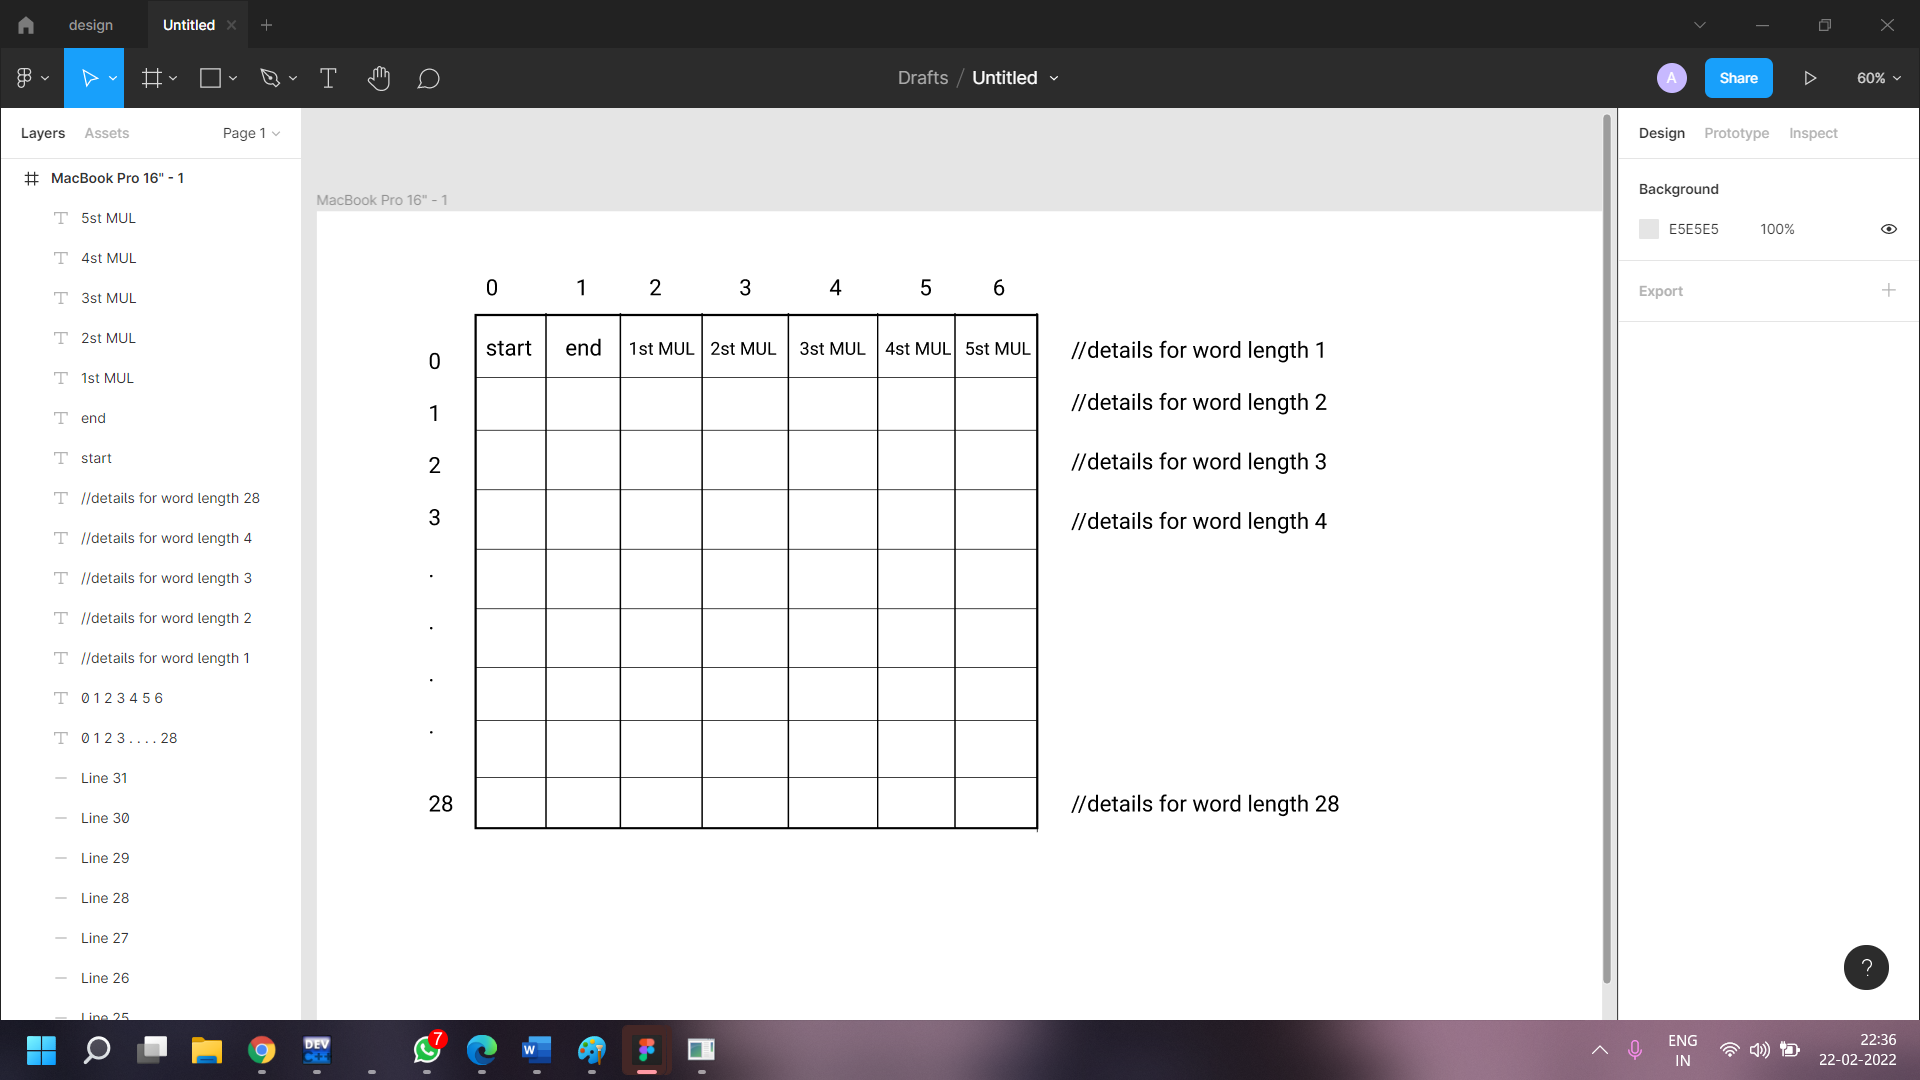 design
Untitled
Drafts / Untitled
A
Share
60%
Layers
Assets
Page 1
MacBook Pro 16" - 1
5st MUL
4st MUL
3st MUL
2st MUL
1st MUL
end
start
//details for word length 28
//details for word length 4
//details for word length 3
//details for word length 2
//details for word length 1
0 1 2 3 4 5 6
0 1 2 3 . . . . 28
Line 31
Line 30
Line 29
Line 28
Line 27
Line 26
Line 25
MacBook Pro 16" - 1
0 1 2 3 4 5 6
0 start end 1st MUL 2st MUL 3st MUL 4st MUL 5st MUL //details for word length 1
1 //details for word length 2
2 //details for word length 3
3 //details for word length 4
.
.
.
.
28 //details for word length 28
Design
Prototype
Inspect
Background
E5E5E5 100%
Export
?
DEV
C++
7
W
ENG
IN
22:36
22-02-2022